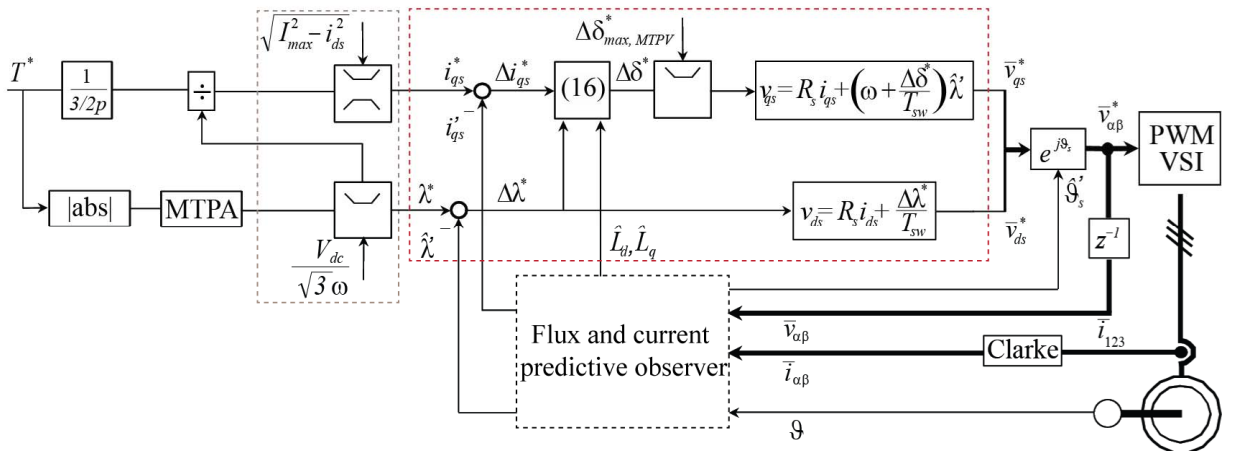 √I²max−i²ds
Δδ*max, MTPV
T*
1
3/2p
÷
i*qs
Δi*qs
(16)
Δδ*
vqs=Rs iqs+(ω+Δδ*/Tsw)λ̂'
v̅*qs
i'qs −
|abs|
MTPA
λ*
Δλ*
vds=Rs ids+Δλ*/Tsw
v̅*ds
e^jϑs
ϑ̂'s
v̅*αβ
PWM
VSI
z⁻¹
λ̂' −
Vdc
√3 ω
L̂d, L̂q
Flux and current
predictive observer
v̅αβ
i̅αβ
Clarke
i̅123
ϑ